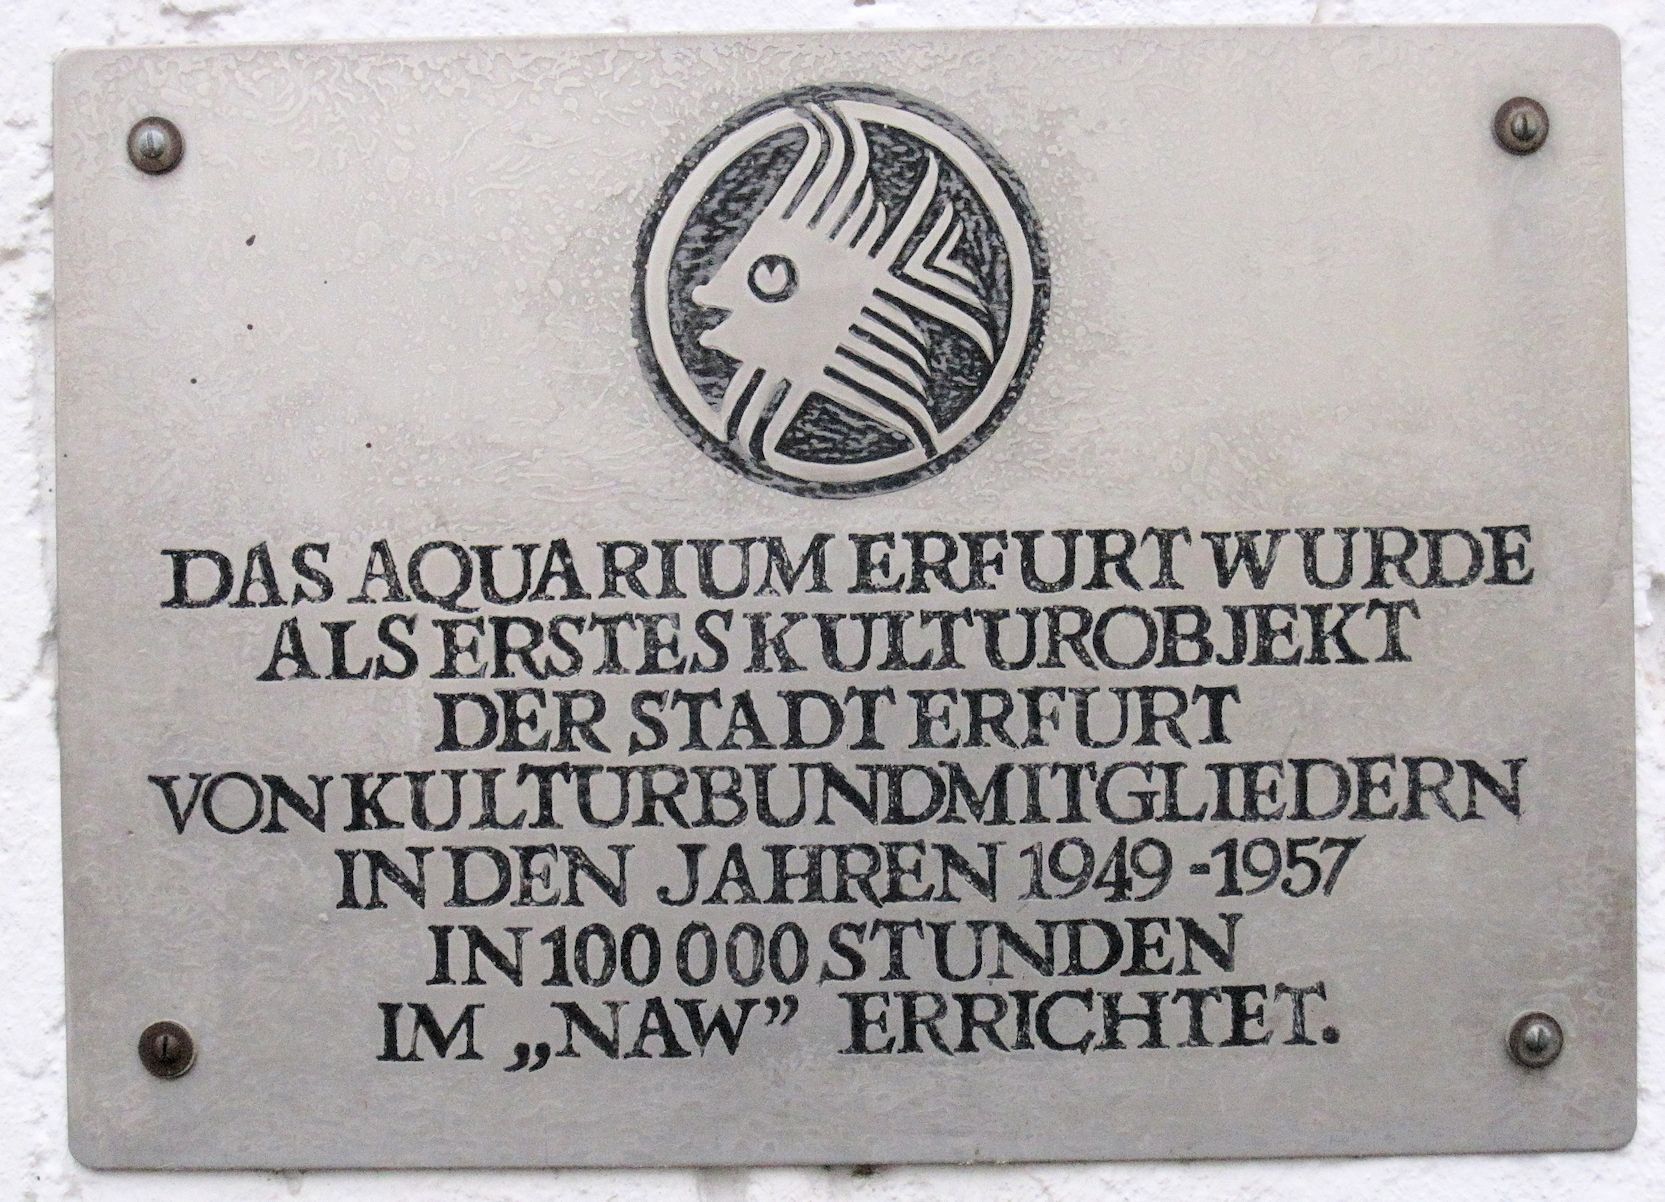 DAS AQUARIUM ERFURT WURDE
ALS ERSTES KULTUROBJEKT
DER STADT ERFURT
VON KULTURBUNDMITGLIEDERN
IN DEN JAHREN 1949-1957
IN 100 000 STUNDEN
IM „NAW” ERRICHTET.